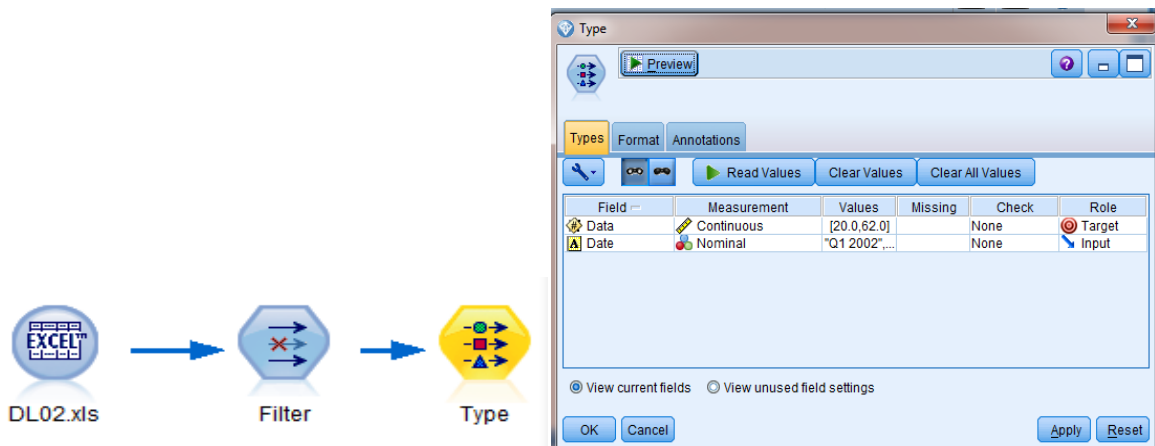 EXCEL™
DL02.xls
Filter
Type
Type
Preview
Types Format Annotations
Read Values Clear Values Clear All Values
Field Measurement Values Missing Check Role
Data Continuous [20.0,62.0] None Target
A Date Nominal "Q1 2002",... None Input
View current fields View unused field settings
OK Cancel Apply Reset